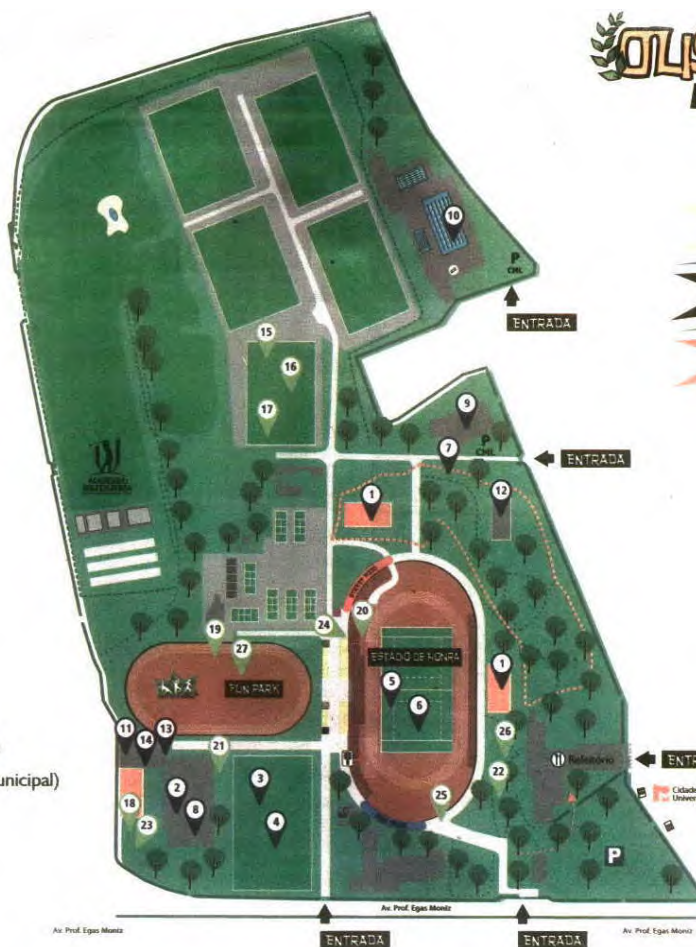 10
P
CML
ENTRADA
15
16
17
9
7
P
CML
ENTRADA
1
12
20
24
19
27
ESTÁDIO DE HONRA
FUN PARK
5
6
1
11
14
13
26
Refeitório
unicipal)
21
22
2
3
8
18
23
4
25
P
Av. Prof. Egas Moniz
Av. Prof. Egas Moniz
Av. Prof. Egas Moniz
ENTRADA
ENTRADA